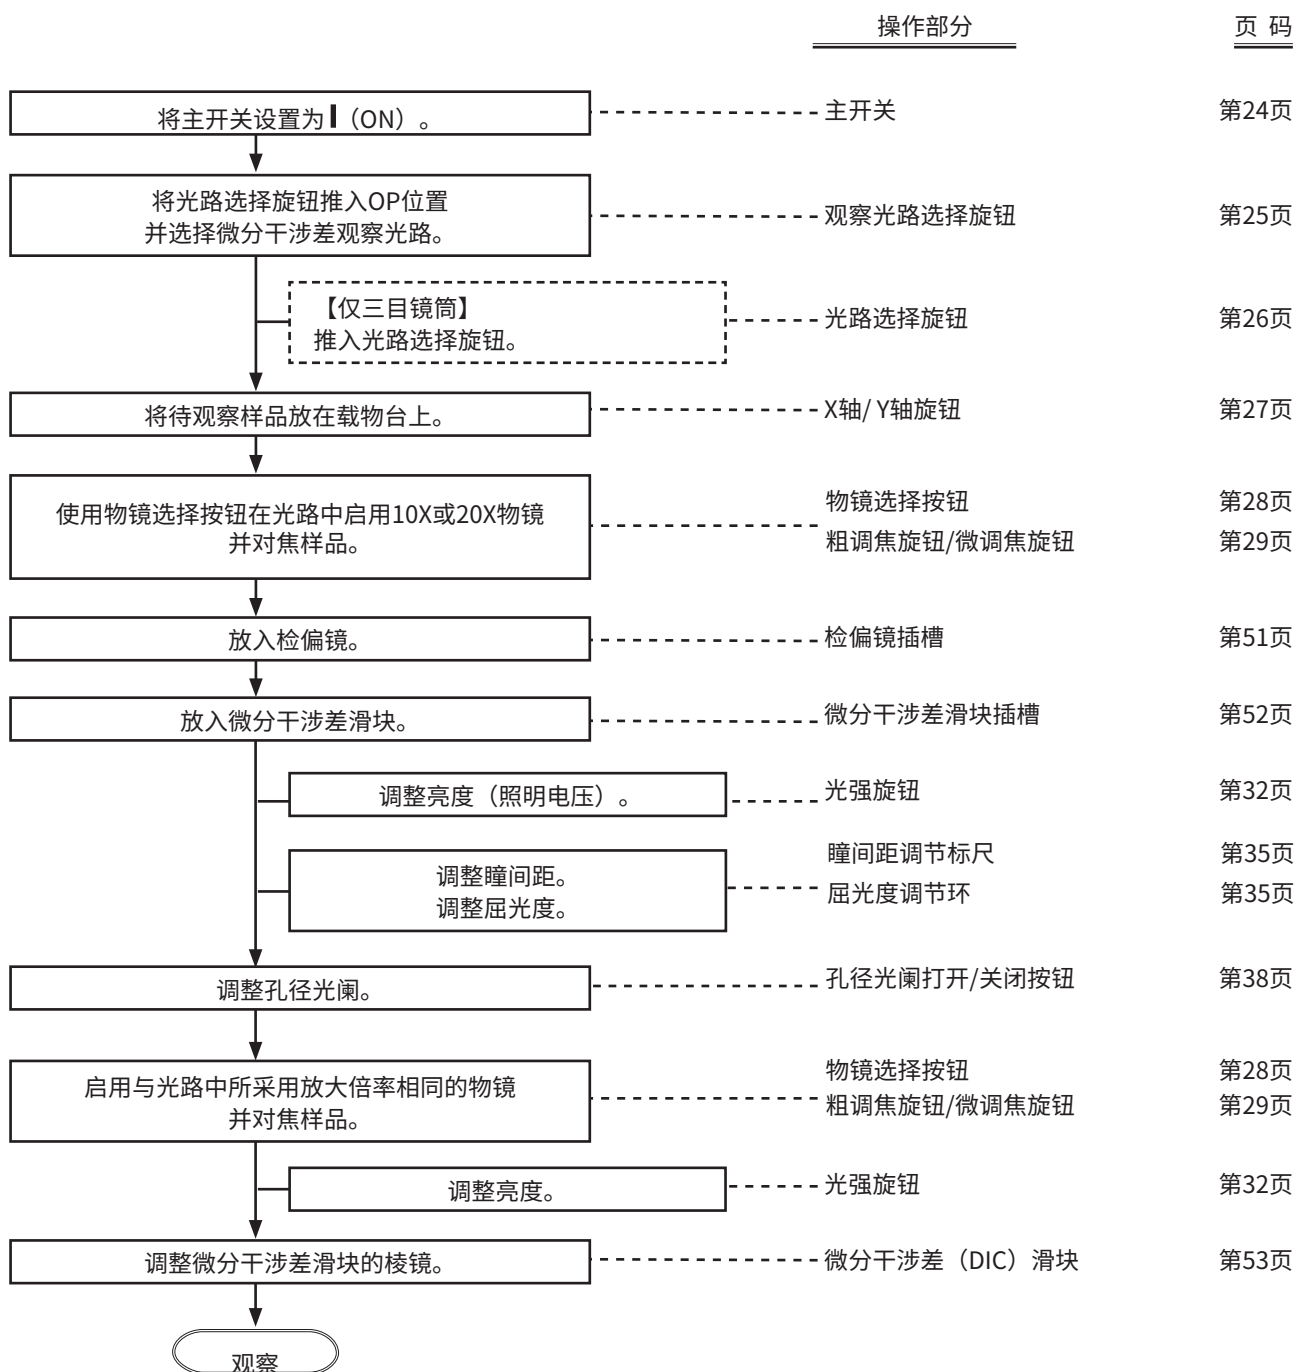 操作部分 页 码
将主开关设置为 I（ON）。 主开关 第24页
将光路选择旋钮推入OP位置
并选择微分干涉差观察光路。 观察光路选择旋钮 第25页
【仅三目镜筒】
推入光路选择旋钮。 光路选择旋钮 第26页
将待观察样品放在载物台上。 X轴/ Y轴旋钮 第27页
使用物镜选择按钮在光路中启用10X或20X物镜
并对焦样品。
物镜选择按钮 第28页
粗调焦旋钮/微调焦旋钮 第29页
放入检偏镜。 检偏镜插槽 第51页
放入微分干涉差滑块。 微分干涉差滑块插槽 第52页
调整亮度（照明电压）。 光强旋钮 第32页
调整瞳间距。
调整屈光度。
瞳间距调节标尺 第35页
屈光度调节环 第35页
调整孔径光阑。 孔径光阑打开/关闭按钮 第38页
启用与光路中所采用放大倍率相同的物镜
并对焦样品。
物镜选择按钮 第28页
粗调焦旋钮/微调焦旋钮 第29页
调整亮度。 光强旋钮 第32页
调整微分干涉差滑块的棱镜。 微分干涉差（DIC）滑块 第53页
观察